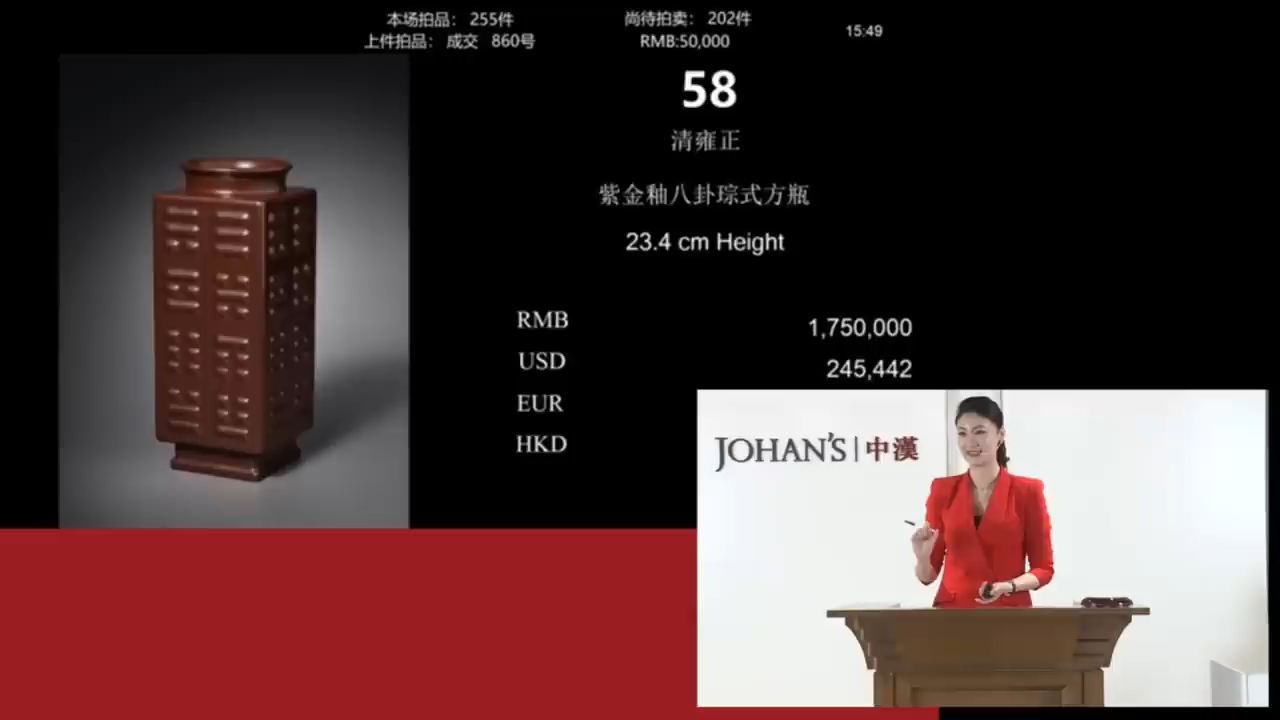 本场拍品： 255件
尚待拍卖： 202件
上件拍品： 成交 860号
RMB:50,000
15:49
58
清雍正
紫金釉八卦琮式方瓶
23.4 cm Height
RMB 1,750,000
USD 245,442
EUR
HKD
JOHAN'S | 中漢